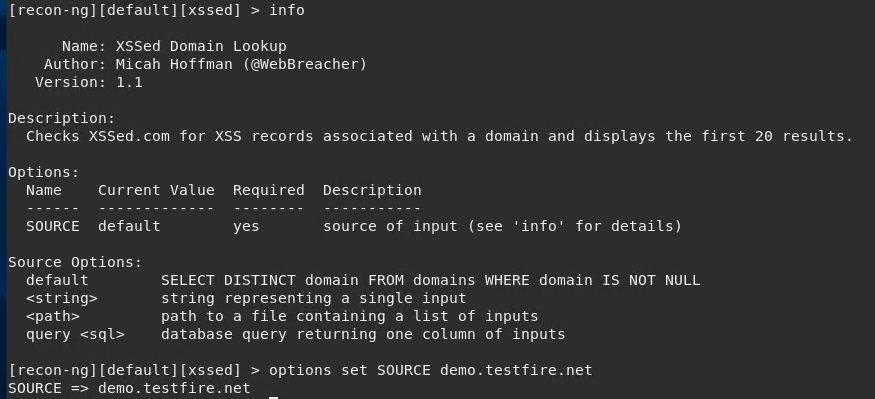 [recon-ng][default][xssed] > info
Name: XSSed Domain Lookup
Author: Micah Hoffman (@WebBreacher)
Version: 1.1
Description:
Checks XSSed.com for XSS records associated with a domain and displays the first 20 results.
Options:
Name Current Value Required Description
------ ------------- -------- -----------
SOURCE default yes source of input (see 'info' for details)
Source Options:
default SELECT DISTINCT domain FROM domains WHERE domain IS NOT NULL
<string> string representing a single input
<path> path to a file containing a list of inputs
query <sql> database query returning one column of inputs
[recon-ng][default][xssed] > options set SOURCE demo.testfire.net
SOURCE => demo.testfire.net